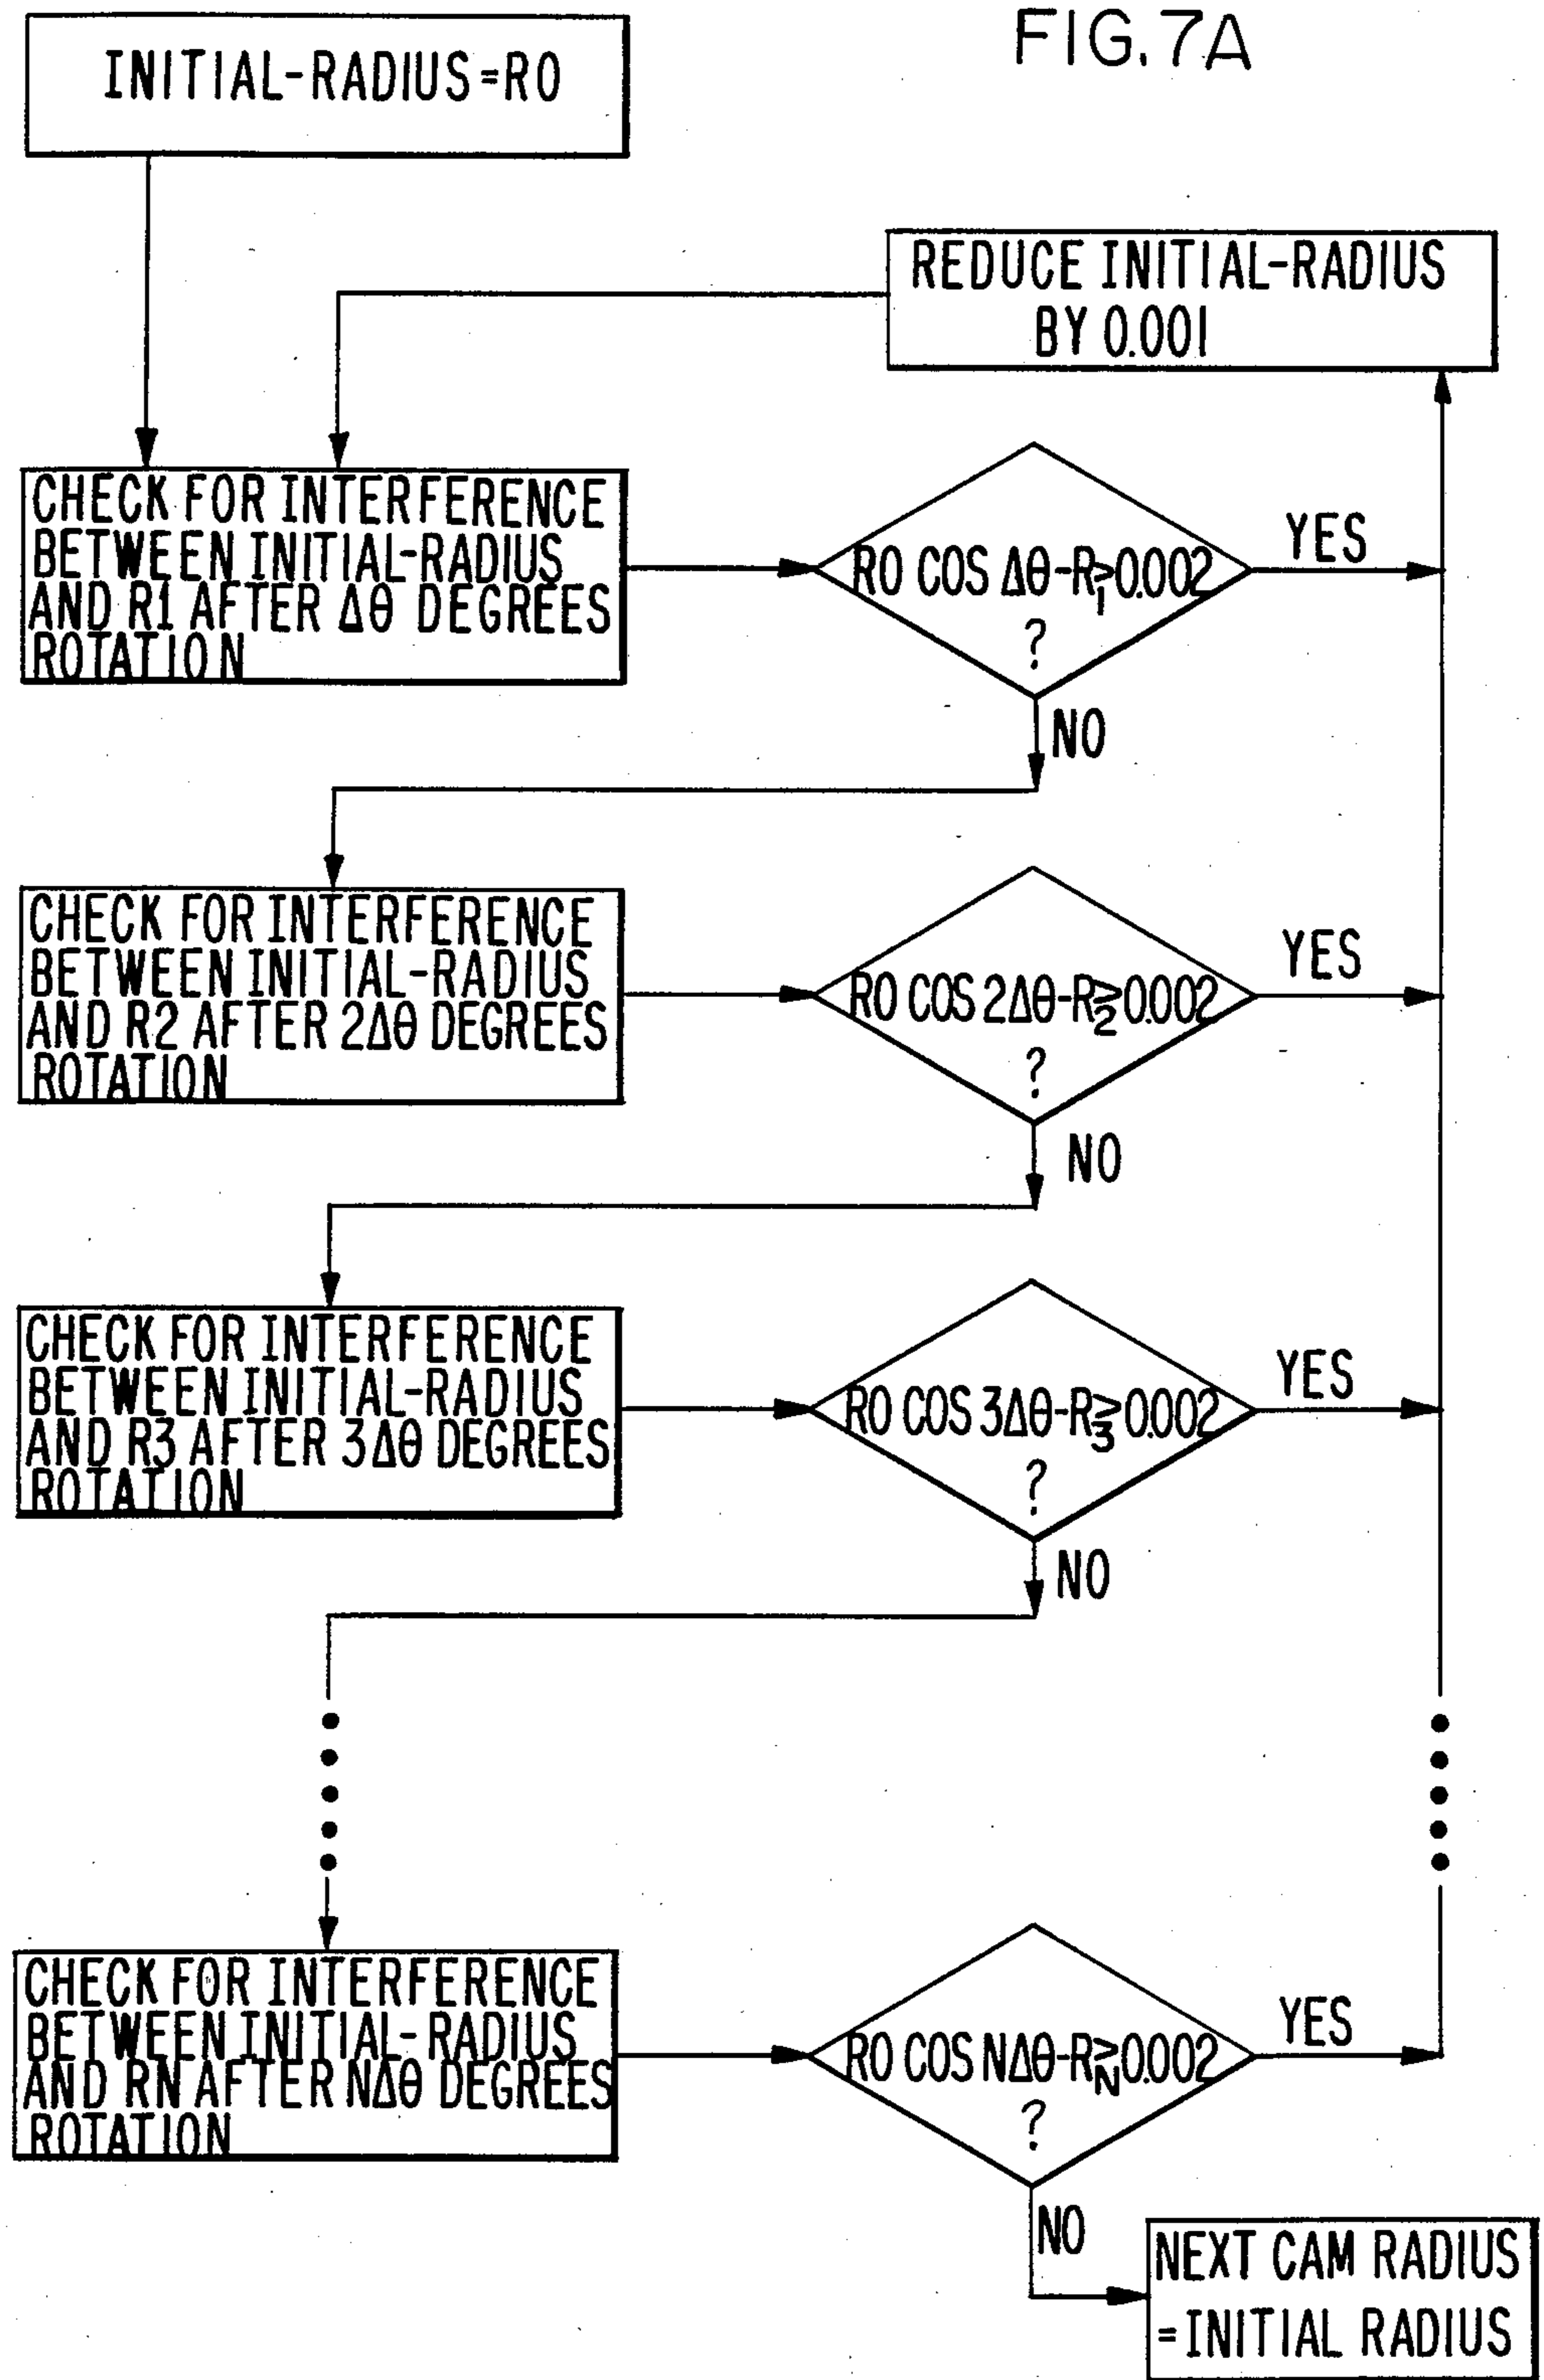 FIG.7A
INITIAL-RADIUS=R0
REDUCE INITIAL-RADIUS
BY 0.001
CHECK FOR INTERFERENCE
BETWEEN INITIAL-RADIUS
AND R1 AFTER Δθ DEGREES
ROTATION
R0 COS Δθ-R₁≥0.002
?
YES
NO
CHECK FOR INTERFERENCE
BETWEEN INITIAL-RADIUS
AND R2 AFTER 2Δθ DEGREES
ROTATION
R0 COS 2Δθ-R₂≥0.002
?
YES
NO
CHECK FOR INTERFERENCE
BETWEEN INITIAL-RADIUS
AND R3 AFTER 3Δθ DEGREES
ROTATION
R0 COS 3Δθ-R₃≥0.002
?
YES
NO
CHECK FOR INTERFERENCE
BETWEEN INITIAL-RADIUS
AND RN AFTER NΔθ DEGREES
ROTATION
R0 COS NΔθ-R_N≥0.002
?
YES
NO
NEXT CAM RADIUS
=INITIAL RADIUS